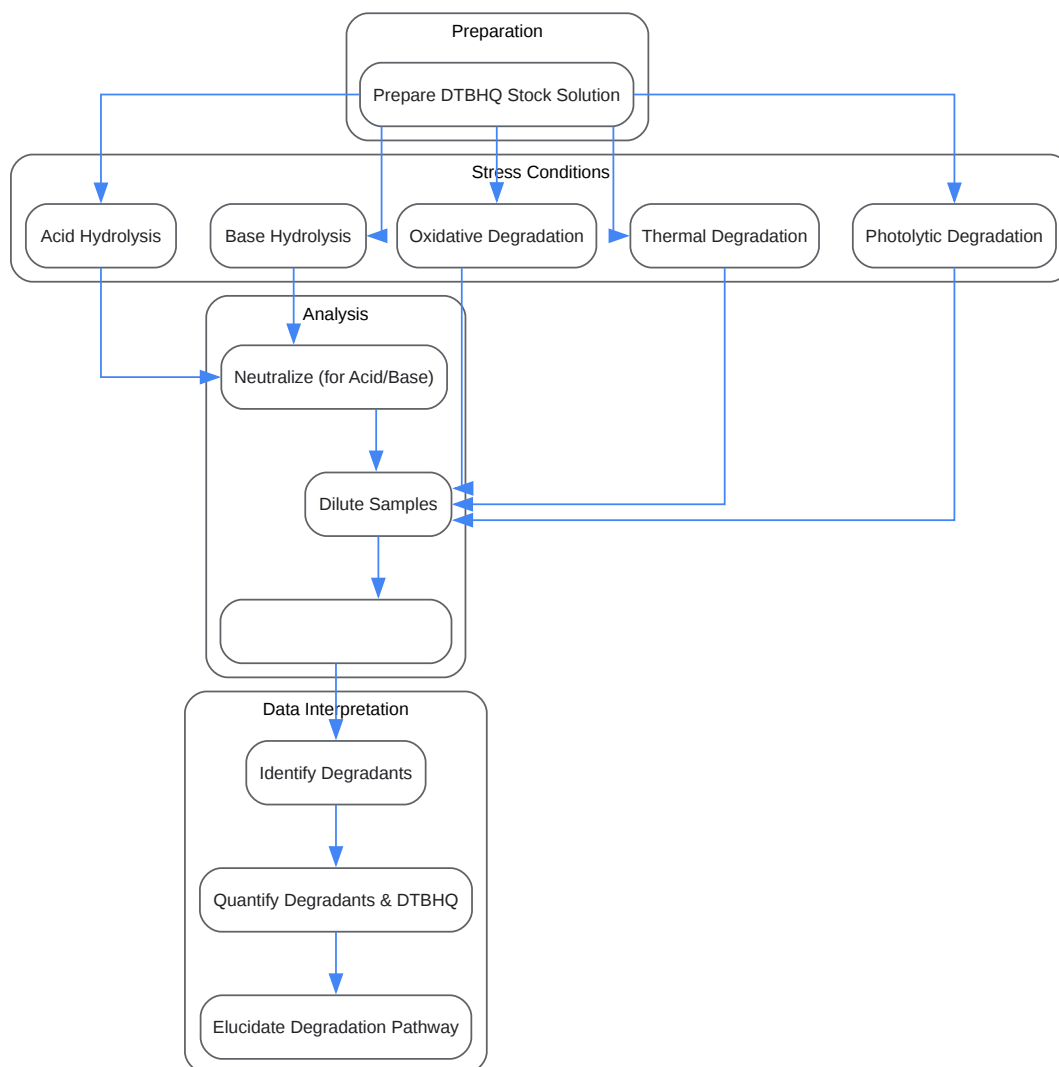 Preparation
Prepare DTBHQ Stock Solution
Stress Conditions
Acid Hydrolysis
Base Hydrolysis
Oxidative Degradation
Thermal Degradation
Photolytic Degradation
Analysis
Neutralize (for Acid/Base)
Dilute Samples
Data Interpretation
Identify Degradants
Quantify Degradants & DTBHQ
Elucidate Degradation Pathway